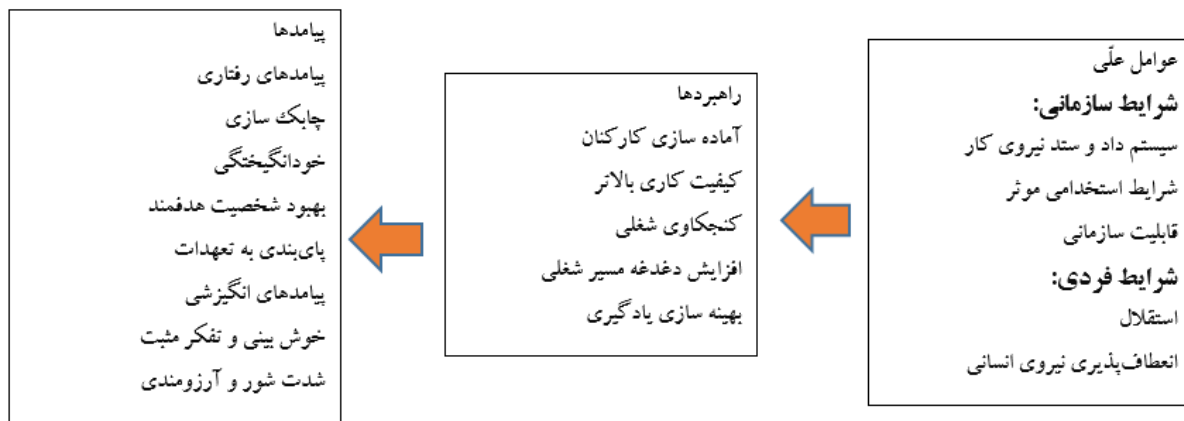 عوامل علّی
شرایط سازمانی:
سیستم داد و ستد نیروی کار
شرایط استخدامی موثر
قابلیت سازمانی
شرایط فردی:
استقلال
انعطاف‌پذیری نیروی انسانی
راهبردها
آماده سازی کارکنان
کیفیت کاری بالاتر
کنجکاوی شغلی
افزایش دغدغه مسیر شغلی
بهینه سازی یادگیری
پیامدها
پیامدهای رفتاری
چابک سازی
خودانگیختگی
بهبود شخصیت هدفمند
پای‌بندی به تعهدات
پیامدهای انگیزشی
خوش بینی و تفکر مثبت
شدت شور و آرزومندی